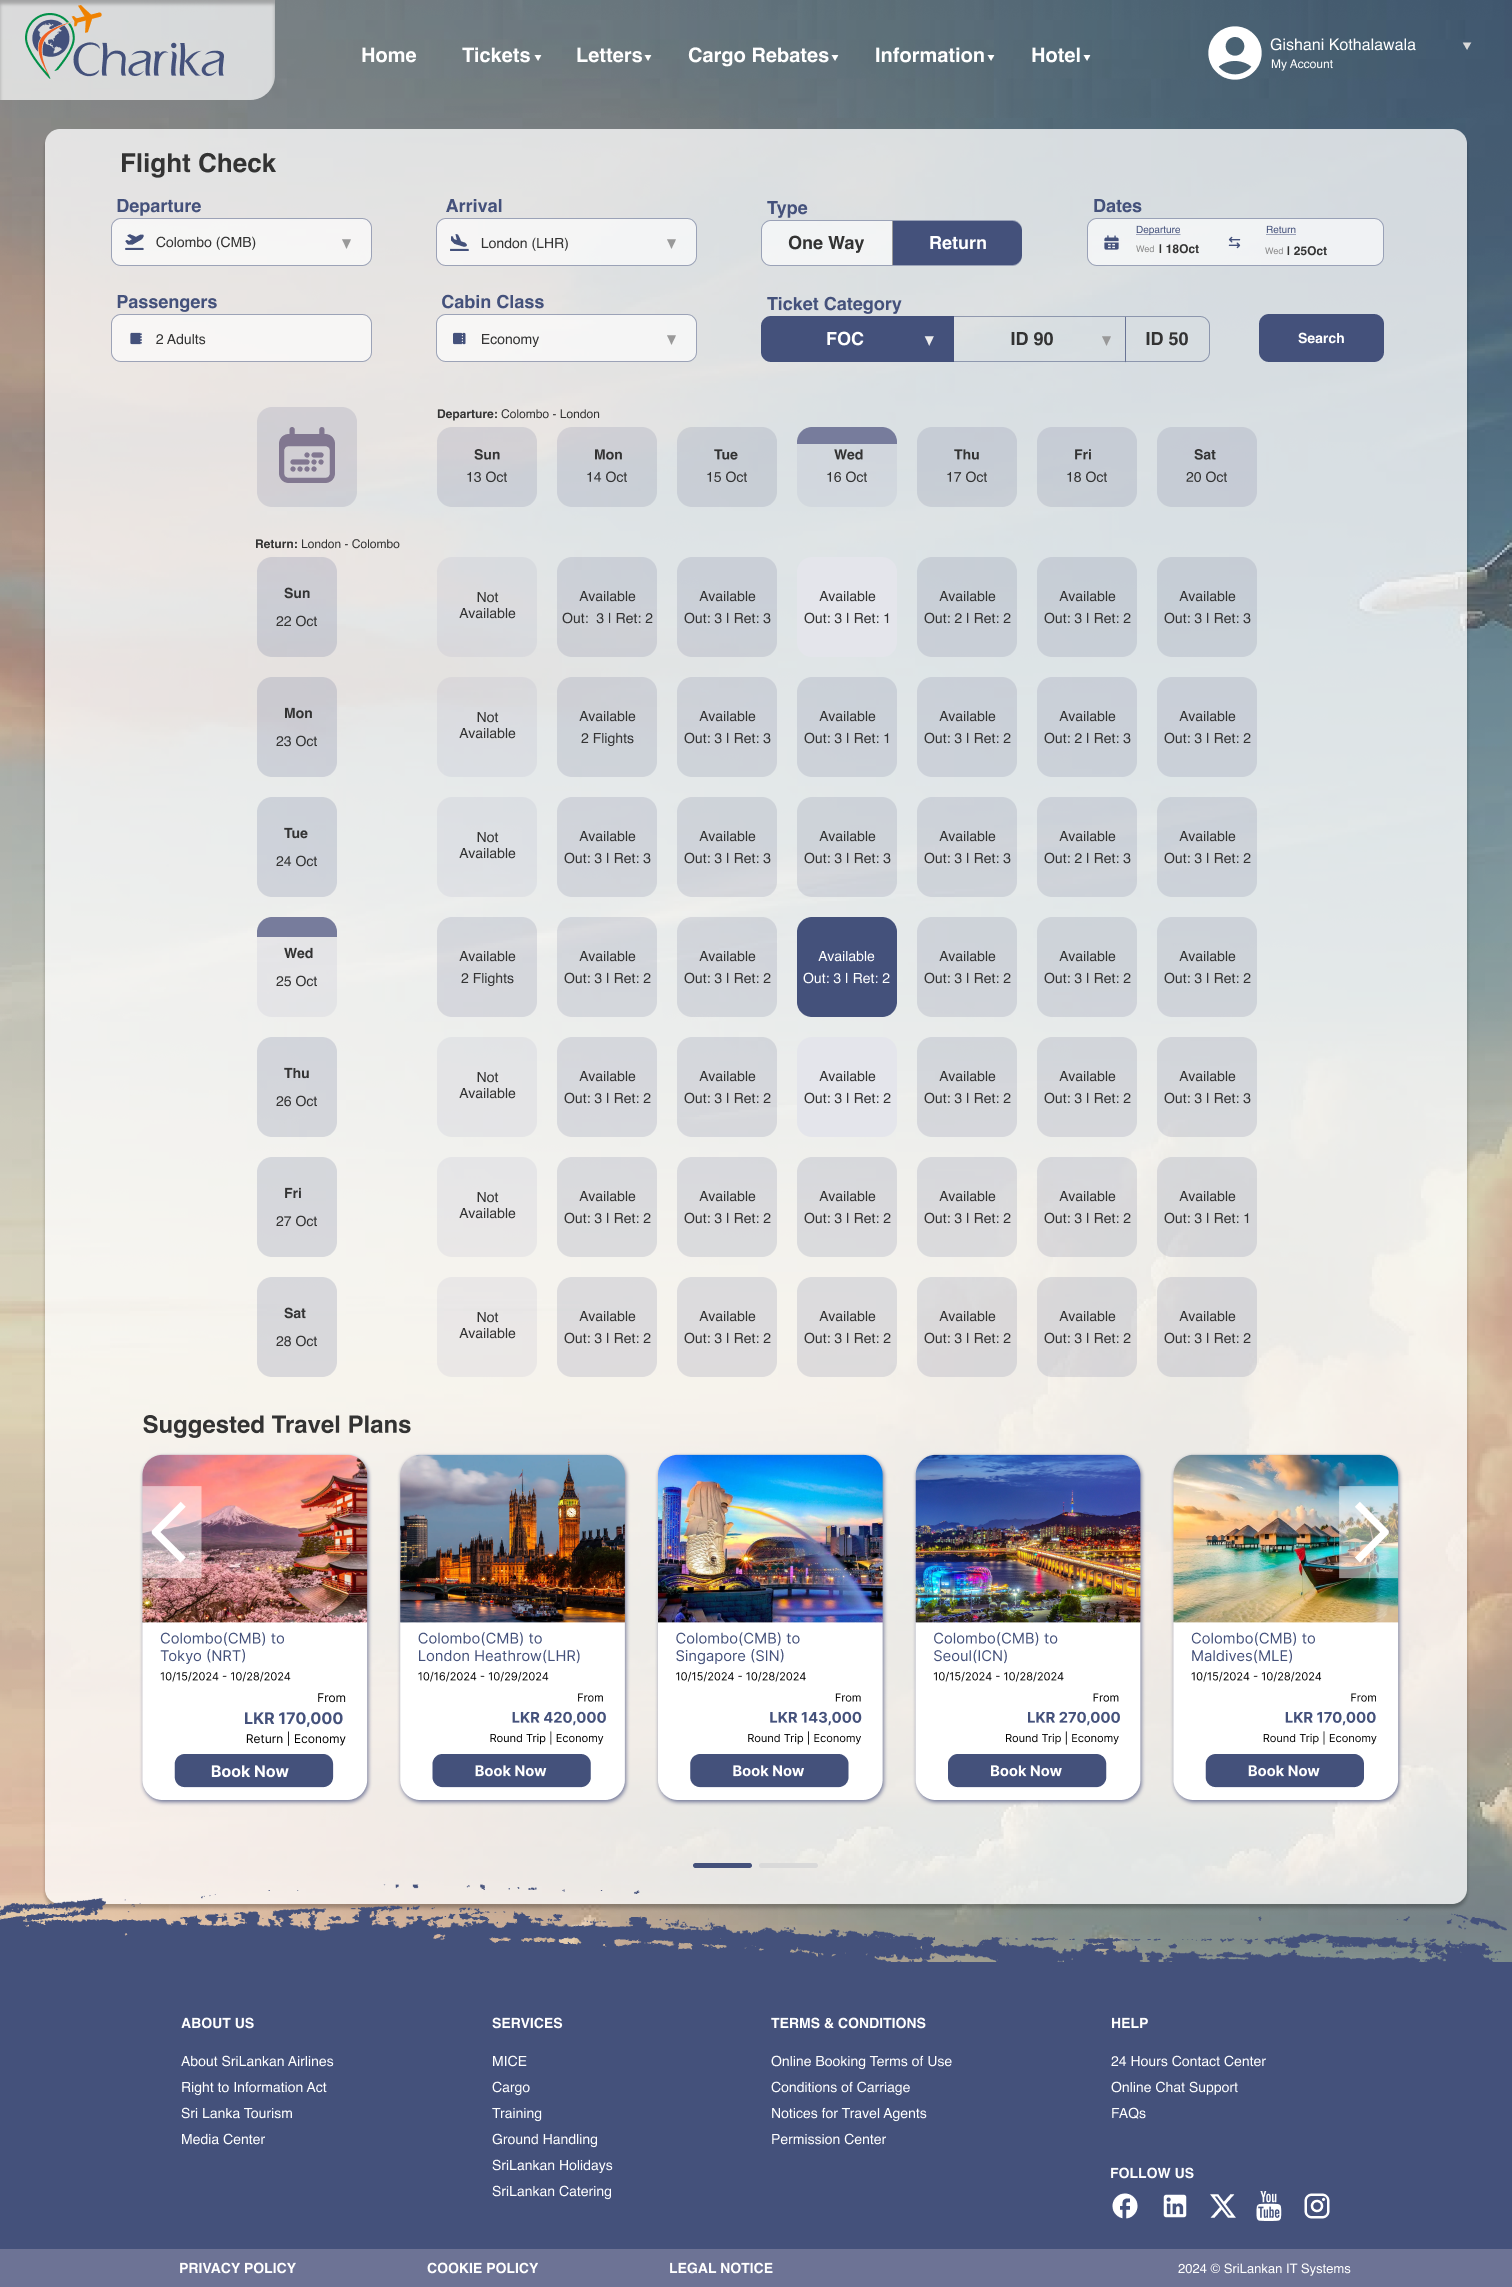 Charika
Home Tickets ▾ Letters ▾ Cargo Rebates ▾ Information ▾ Hotel ▾
Gishani Kothalawala
My Account
Flight Check
Departure Arrival Type Dates
Colombo (CMB) London (LHR) One Way Return
Departure Return
Wed | 18Oct Wed | 25Oct
Passengers Cabin Class Ticket Category
2 Adults Economy FOC ID 90 ID 50 Search
Departure: Colombo - London
Sun Mon Tue Wed Thu Fri Sat
13 Oct 14 Oct 15 Oct 16 Oct 17 Oct 18 Oct 20 Oct
Return: London - Colombo
Sun
22 Oct
Not Available Available Available Available Available Available Available
Out: 3 | Ret: 2 Out: 3 | Ret: 3 Out: 3 | Ret: 1 Out: 2 | Ret: 2 Out: 3 | Ret: 2 Out: 3 | Ret: 3
Mon
23 Oct
Not Available Available Available Available Available Available Available
2 Flights Out: 3 | Ret: 3 Out: 3 | Ret: 1 Out: 3 | Ret: 2 Out: 2 | Ret: 3 Out: 3 | Ret: 2
Tue
24 Oct
Not Available Available Available Available Available Available Available
Out: 3 | Ret: 3 Out: 3 | Ret: 3 Out: 3 | Ret: 3 Out: 3 | Ret: 3 Out: 2 | Ret: 3 Out: 3 | Ret: 2
Wed
25 Oct
Available Available Available Available Available Available Available
2 Flights Out: 3 | Ret: 2 Out: 3 | Ret: 2 Out: 3 | Ret: 2 Out: 3 | Ret: 2 Out: 3 | Ret: 2 Out: 3 | Ret: 2
Thu
26 Oct
Not Available Available Available Available Available Available Available
Out: 3 | Ret: 2 Out: 3 | Ret: 2 Out: 3 | Ret: 2 Out: 3 | Ret: 2 Out: 3 | Ret: 2 Out: 3 | Ret: 3
Fri
27 Oct
Not Available Available Available Available Available Available Available
Out: 3 | Ret: 2 Out: 3 | Ret: 2 Out: 3 | Ret: 2 Out: 3 | Ret: 2 Out: 3 | Ret: 2 Out: 3 | Ret: 1
Sat
28 Oct
Not Available Available Available Available Available Available Available
Out: 3 | Ret: 2 Out: 3 | Ret: 2 Out: 3 | Ret: 2 Out: 3 | Ret: 2 Out: 3 | Ret: 2 Out: 3 | Ret: 2
Suggested Travel Plans
Colombo(CMB) to
Tokyo (NRT)
10/15/2024 - 10/28/2024
From
LKR 170,000
Return | Economy
Book Now
Colombo(CMB) to
London Heathrow(LHR)
10/16/2024 - 10/29/2024
From
LKR 420,000
Round Trip | Economy
Book Now
Colombo(CMB) to
Singapore (SIN)
10/15/2024 - 10/28/2024
From
LKR 143,000
Round Trip | Economy
Book Now
Colombo(CMB) to
Seoul(ICN)
10/15/2024 - 10/28/2024
From
LKR 270,000
Round Trip | Economy
Book Now
Colombo(CMB) to
Maldives(MLE)
10/15/2024 - 10/28/2024
From
LKR 170,000
Round Trip | Economy
Book Now
ABOUT US
About SriLankan Airlines
Right to Information Act
Sri Lanka Tourism
Media Center
SERVICES
MICE
Cargo
Training
Ground Handling
SriLankan Holidays
SriLankan Catering
TERMS & CONDITIONS
Online Booking Terms of Use
Conditions of Carriage
Notices for Travel Agents
Permission Center
HELP
24 Hours Contact Center
Online Chat Support
FAQs
FOLLOW US
You
Tube
PRIVACY POLICY COOKIE POLICY LEGAL NOTICE 2024 © SriLankan IT Systems